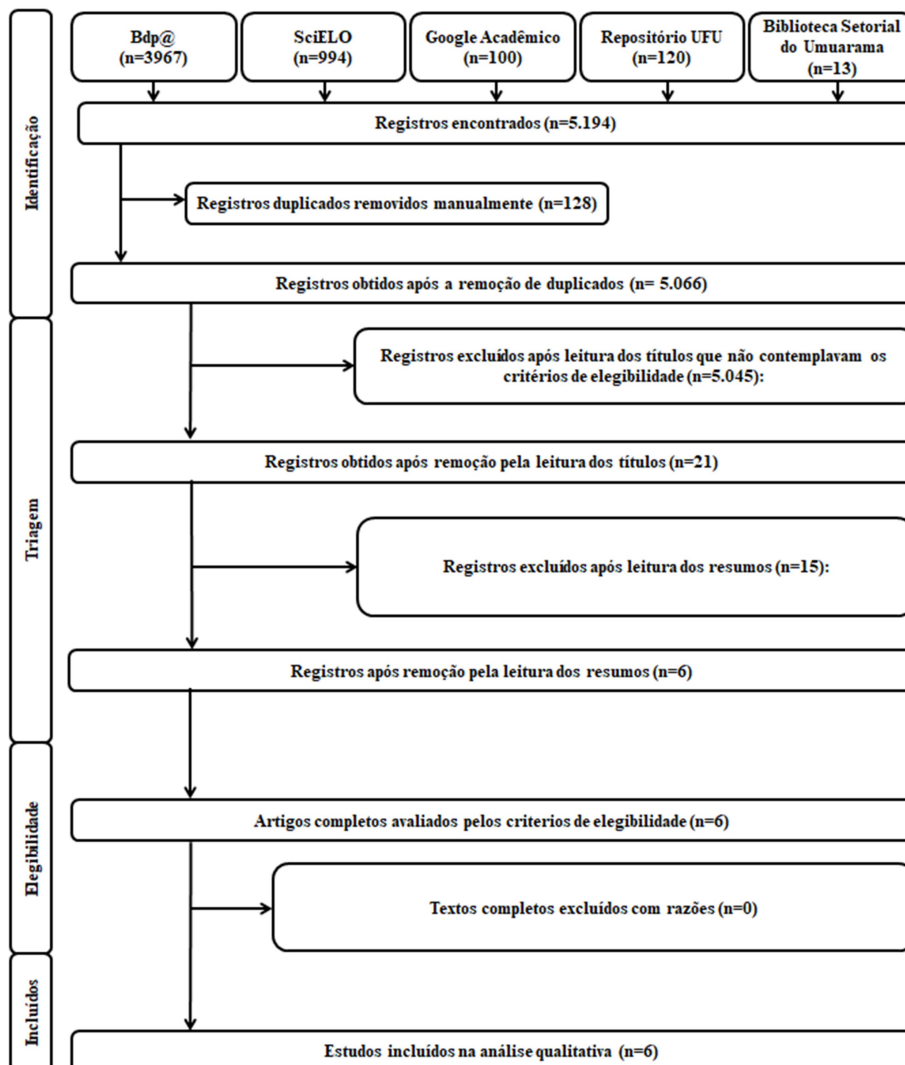 Bdp@
(n=3967)
SciELO
(n=994)
Google Acadêmico
(n=100)
Repositório UFU
(n=120)
Biblioteca Setorial
do Umuarama
(n=13)
Identificação
Registros encontrados (n=5.194)
Registros duplicados removidos manualmente (n=128)
Registros obtidos após a remoção de duplicados (n= 5.066)
Triagem
Registros excluídos após leitura dos títulos que não contemplavam os
critérios de elegibilidade (n=5.045):
Registros obtidos após remoção pela leitura dos títulos (n=21)
Registros excluídos após leitura dos resumos (n=15):
Registros após remoção pela leitura dos resumos (n=6)
Elegibilidade
Artigos completos avaliados pelos criterios de elegibilidade (n=6)
Textos completos excluídos com razões (n=0)
Incluídos
Estudos incluídos na análise qualitativa (n=6)